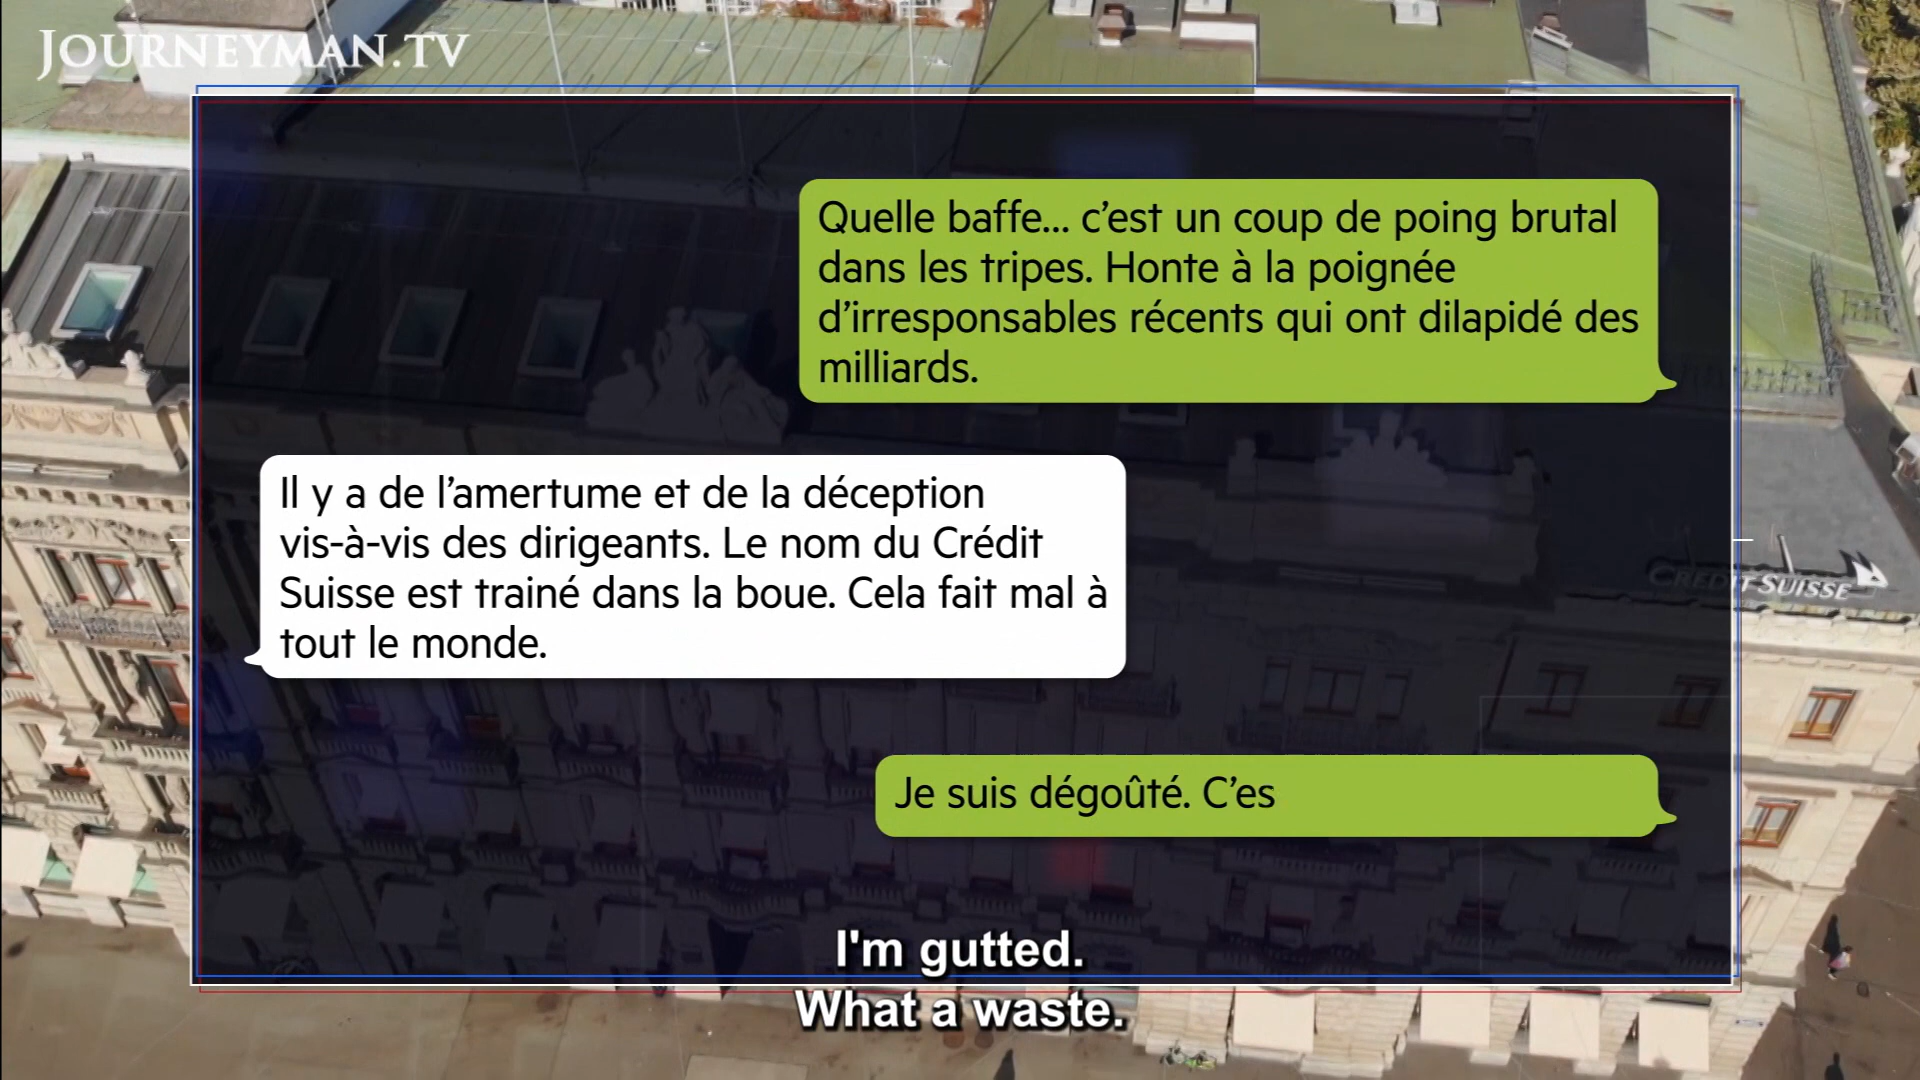 JOURNEYMAN.TV
Quelle baffe... c’est un coup de poing brutal
dans les tripes. Honte à la poignée
d’irresponsables récents qui ont dilapidé des
milliards.
Il y a de l’amertume et de la déception
vis-à-vis des dirigeants. Le nom du Crédit
Suisse est trainé dans la boue. Cela fait mal à
tout le monde.
CREDIT SUISSE
Je suis dégoûté. C’es
I'm gutted.
What a waste.